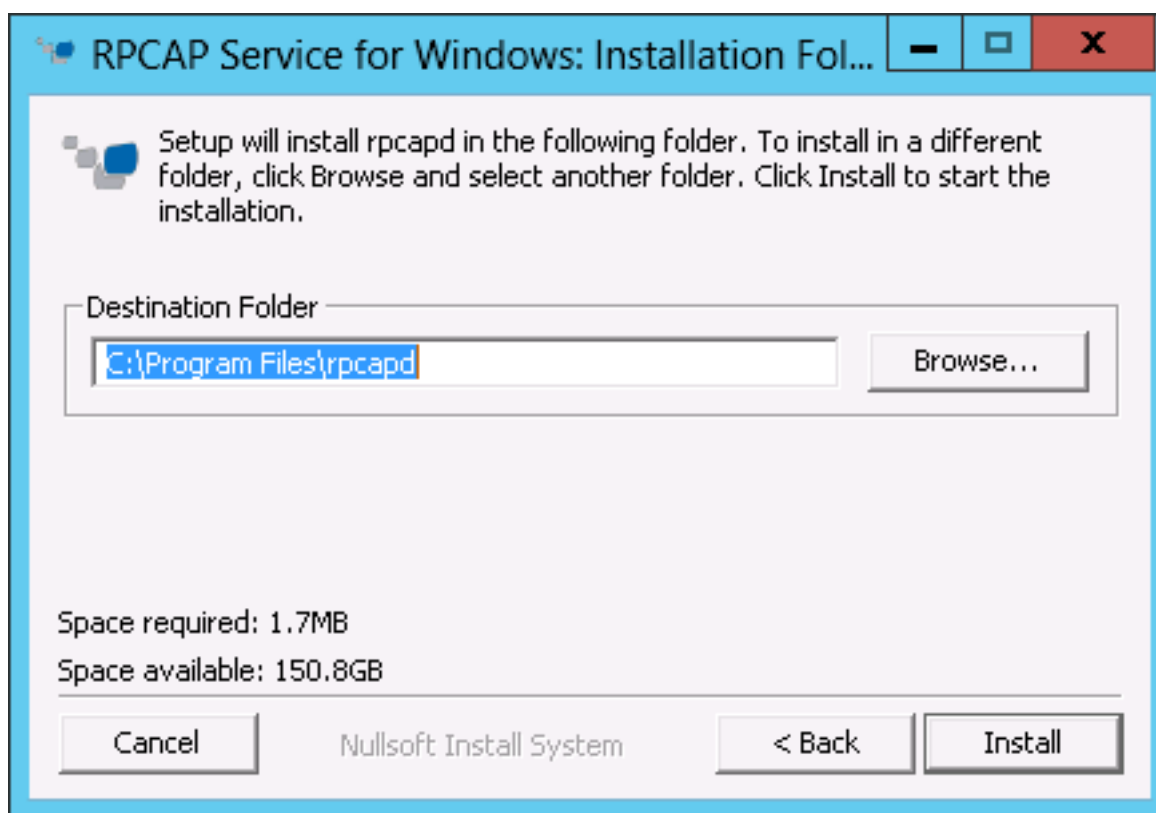 RPCAP Service for Windows: Installation Fol...
Setup will install rpcapd in the following folder. To install in a different
folder, click Browse and select another folder. Click Install to start the
installation.
Destination Folder
C:\Program Files\rpcapd
Browse...
Space required: 1.7MB
Space available: 150.8GB
Cancel
Nullsoft Install System
< Back
Install